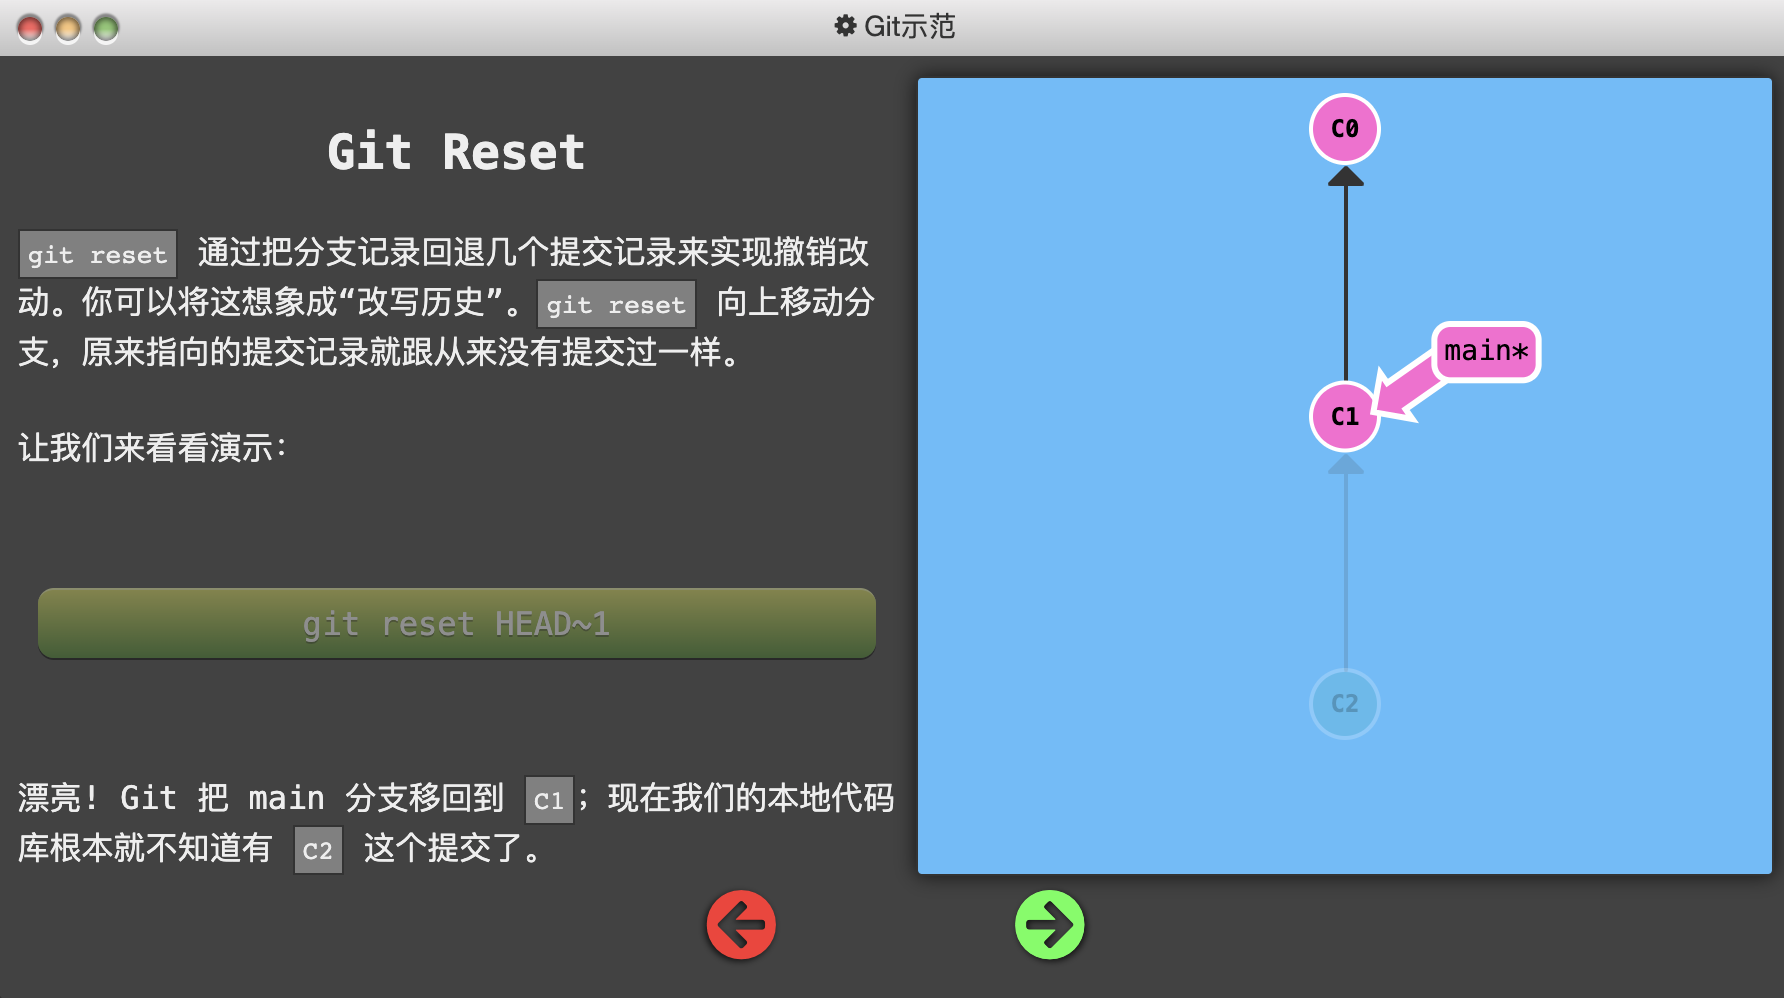 Git示范
Git Reset
git reset 通过把分支记录回退几个提交记录来实现撤销改
动。你可以将这想象成“改写历史”。git reset 向上移动分
支，原来指向的提交记录就跟从来没有提交过一样。
让我们来看看演示：
git reset HEAD~1
漂亮! Git 把 main 分支移回到 C1；现在我们的本地代码
库根本就不知道有 C2 这个提交了。
C0
main*
C1
C2